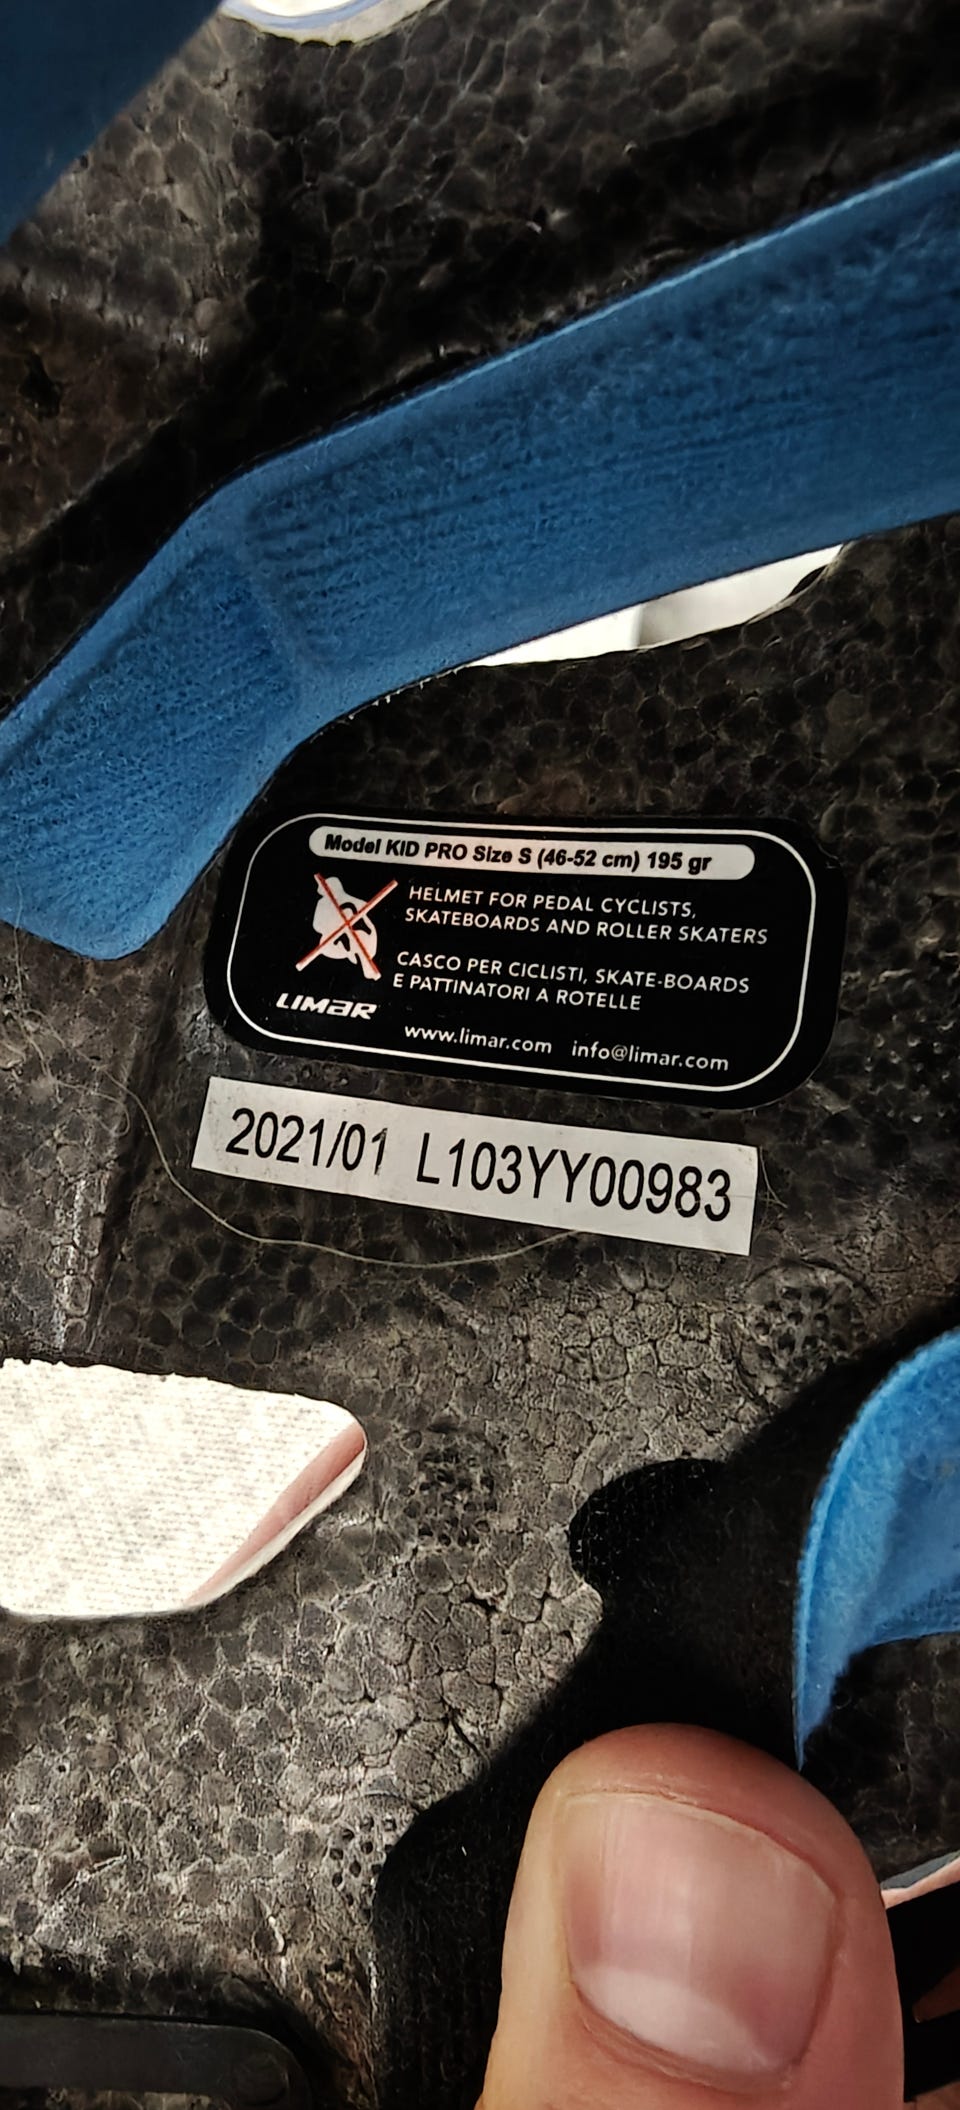 Model KID PRO Size S (46-52 cm) 195 gr
HELMET FOR PEDAL CYCLISTS,
SKATEBOARDS AND ROLLER SKATERS
CASCO PER CICLISTI, SKATE-BOARDS
E PATTINATORI A ROTELLE
LIMAR
www.limar.com info@limar.com
2021/01 L103YY00983